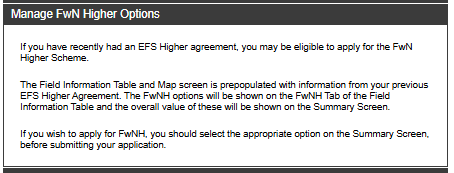 Manage FwN Higher Options
If you have recently had an EFS Higher agreement, you may be eligible to apply for the FwN
Higher Scheme.
The Field Information Table and Map screen is prepopulated with information from your previous
EFS Higher Agreement. The FwNH options will be shown on the FwNH Tab of the Field
Information Table and the overall value of these will be shown on the Summary Screen.
If you wish to apply for FwNH, you should select the appropriate option on the Summary Screen,
before submitting your application.